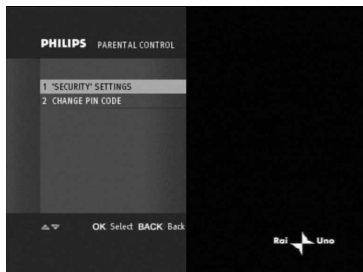 PHILIPS PARENTAL CONTROL
1 'SECURITY' SETTINGS
2 CHANGE PIN CODE
OK Select BACK Back
Rai Uno